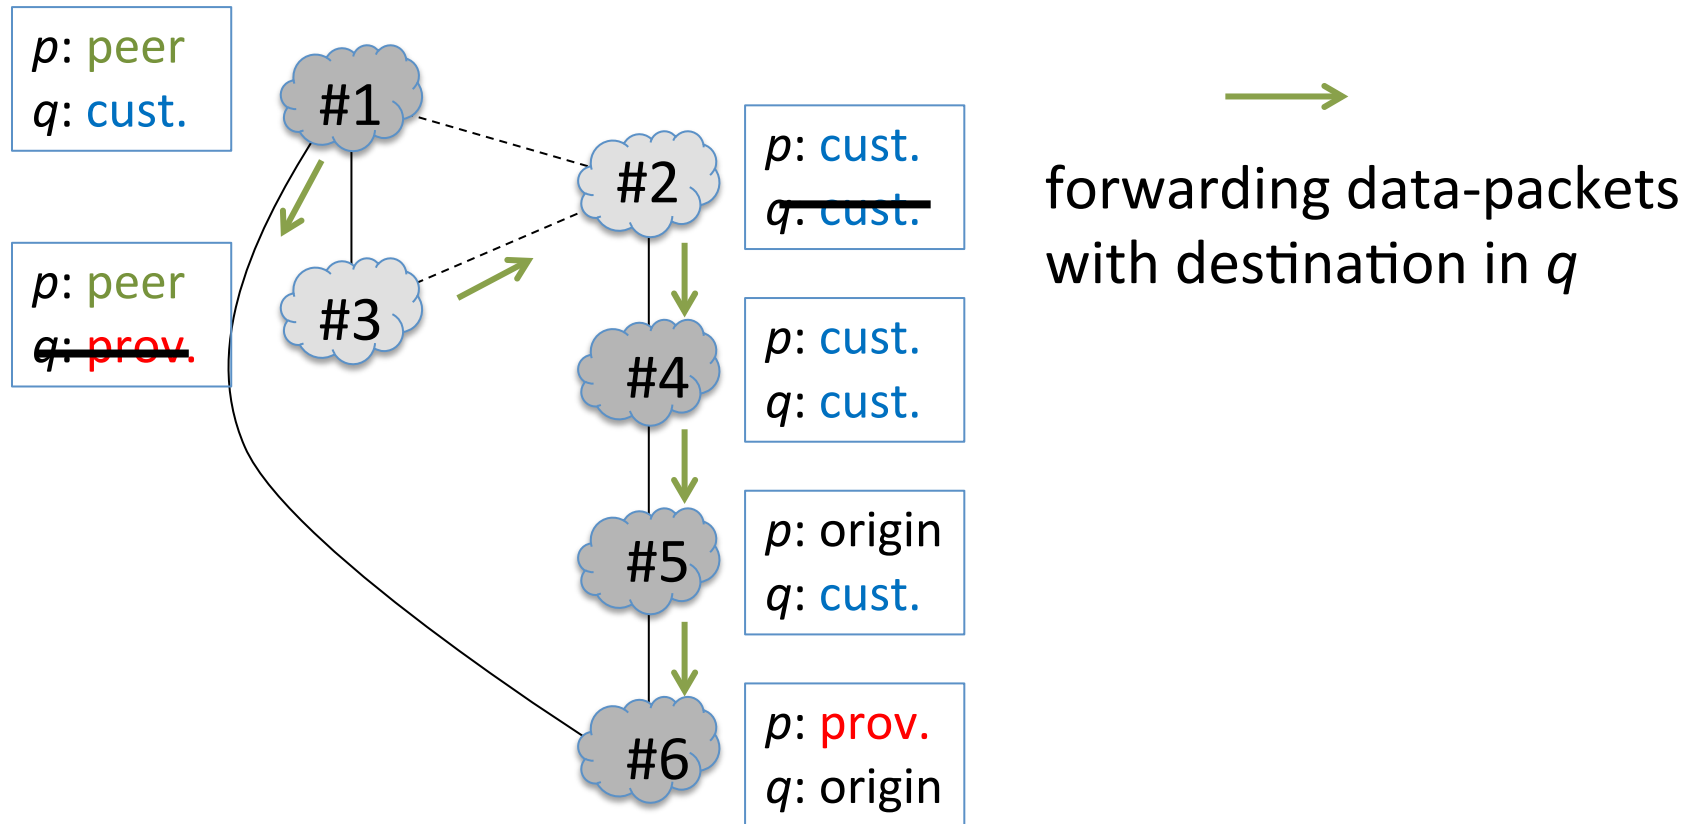 p: peer
q: cust.
#1
#2
p: cust.
q: cust.
forwarding data-packets
with destination in q
p: peer
q: prov.
#3
#4
p: cust.
q: cust.
#5
p: origin
q: cust.
#6
p: prov.
q: origin